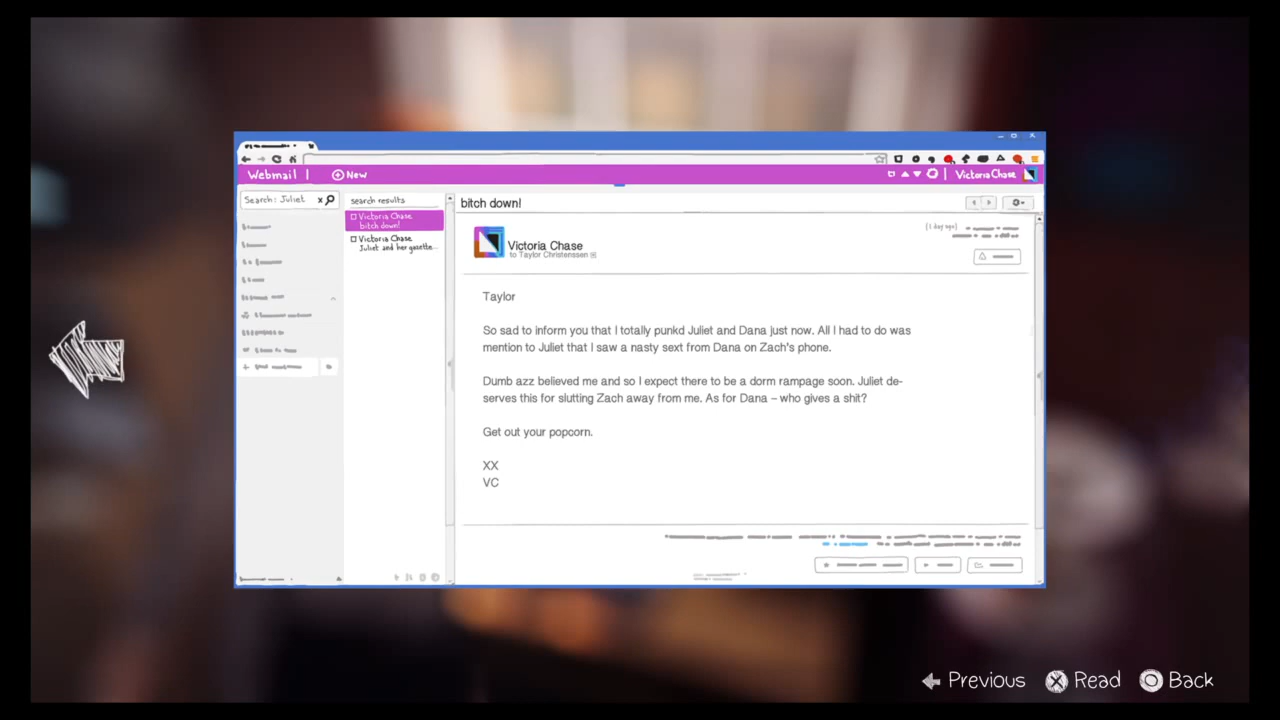 Webmail | New
Victoria Chase
Search: Juliet x
search results
Victoria Chase
bitch down!
Victoria Chase
Juliet and her gazette...
bitch down!
Victoria Chase
to Taylor Christenssen
(1 day ago)
Taylor
So sad to inform you that I totally punkd Juliet and Dana just now. All I had to do was
mention to Juliet that I saw a nasty sext from Dana on Zach's phone.
Dumb azz believed me and so I expect there to be a dorm rampage soon. Juliet de-
serves this for slutting Zach away from me. As for Dana – who gives a shit?
Get out your popcorn.
XX
VC
Previous
Read
Back